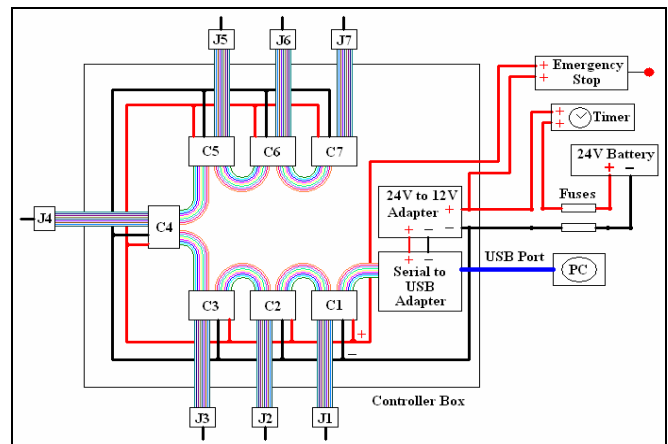 J5
J6
J7
+
+
Emergency
Stop
+
+
Timer
24V Battery
+
−
C5
C6
C7
Fuses
24V to 12V
Adapter
+
−
+
−
J4
C4
USB Port
Serial to
USB
Adapter
+
−
PC
C3
C2
C1
+
−
Controller Box
J3
J2
J1